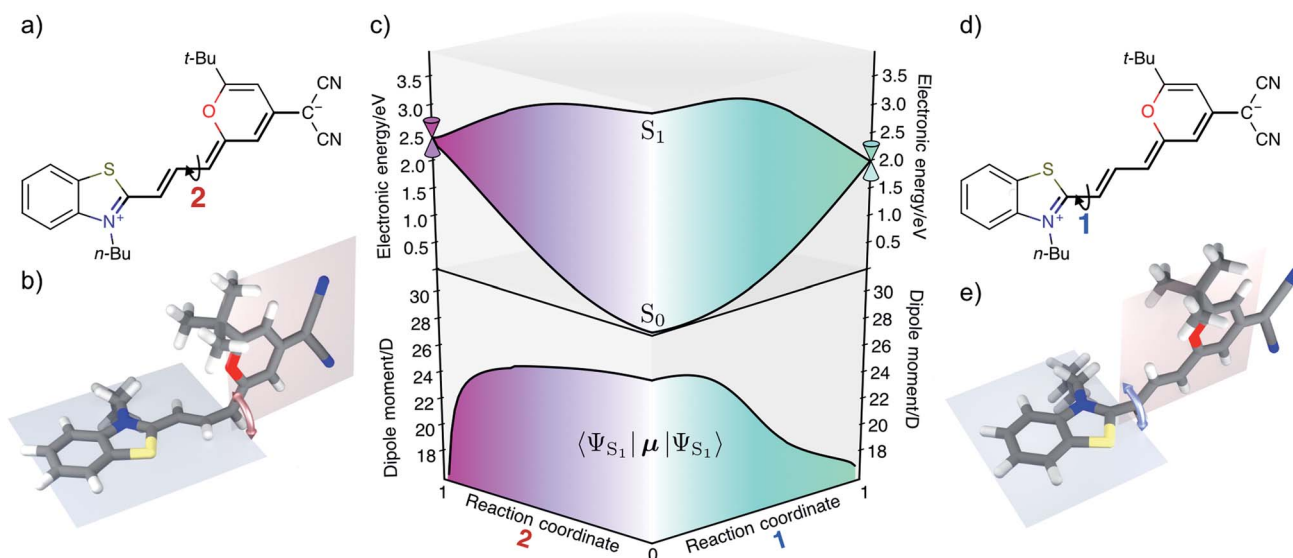 a)
t-Bu
O
CN
C⁻
CN
S
N⁺
n-Bu
2
b)
c)
Electronic energy/eV
3.5
3.0
2.5
2.0
1.5
1.0
0.5
S₁
S₀
Electronic energy/eV
3.5
3.0
2.5
2.0
1.5
1.0
0.5
Dipole moment/D
30
28
26
24
22
20
18
⟨Ψ_S₁| μ |Ψ_S₁⟩
Dipole moment/D
30
28
26
24
22
20
18
1
Reaction coordinate
2
0
Reaction coordinate
1
1
d)
t-Bu
O
CN
C⁻
CN
S
N⁺
n-Bu
1
e)